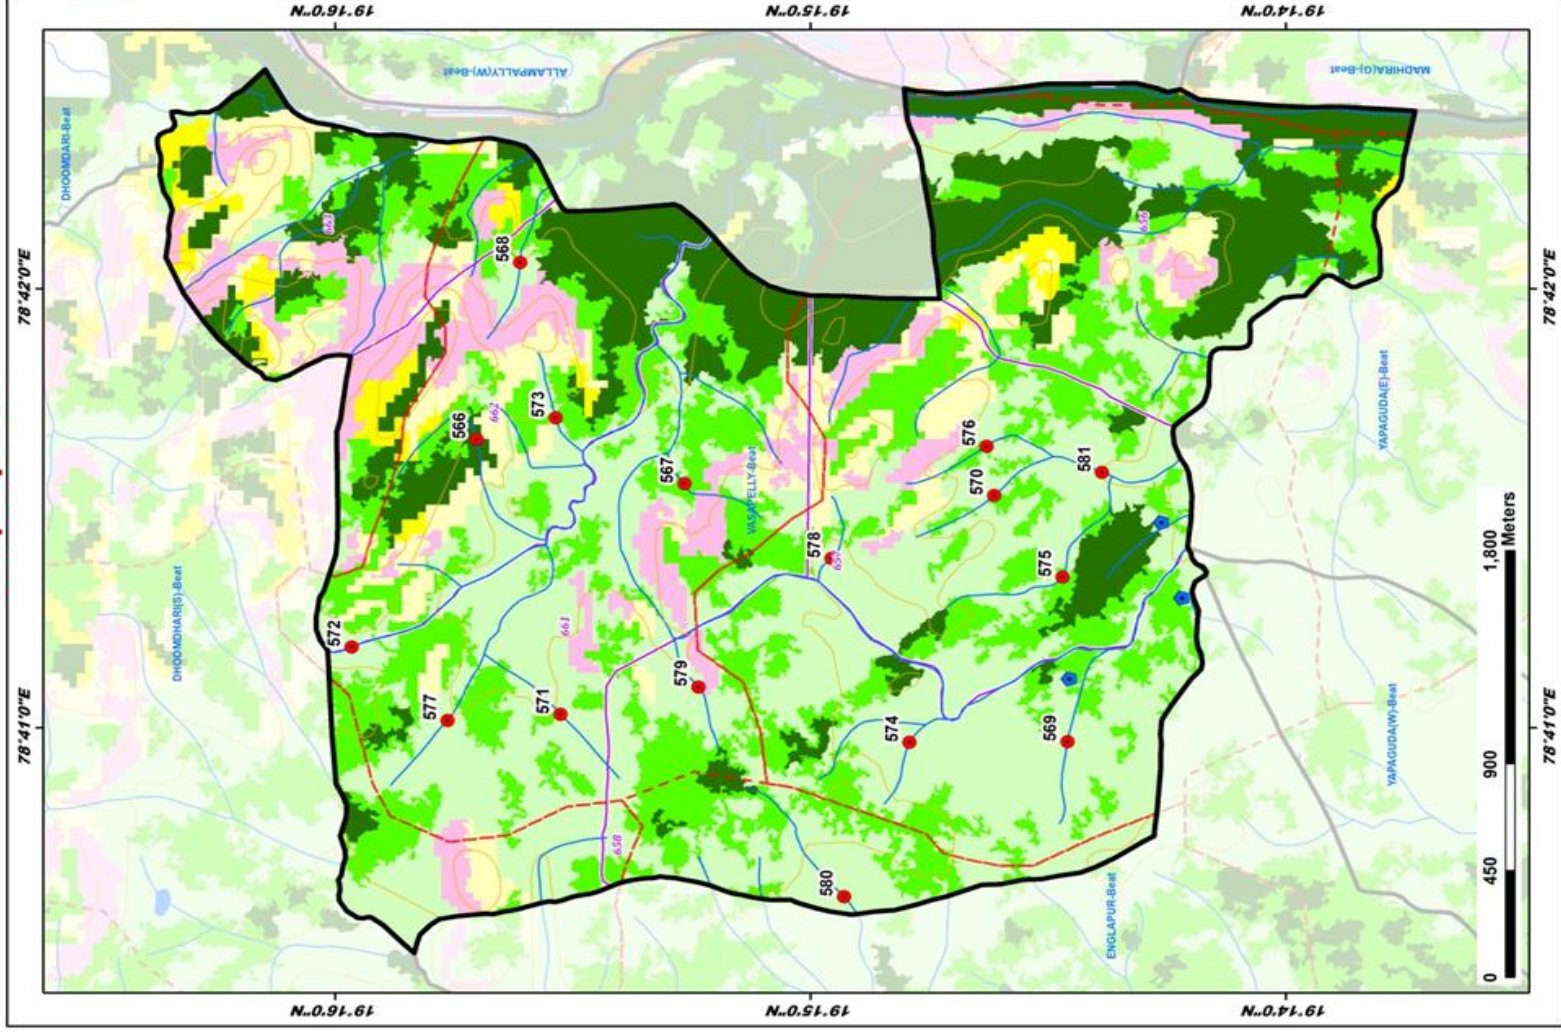 19°16'0"N
19°15'0"N
19°14'0"N
DHOOMDARI-Beat
ALLAMPALLY(W)-Beat
MADHIRA(G)-Beat
663
656
568
78°42'0"E
78°42'0"E
566
662
573
567
VASAPELLY-Beat
576
570
581
YAPAGUDA(E)-Beat
DHOOMDHARI(S)-Beat
572
661
578
657
575
577
571
579
574
569
78°41'0"E
78°41'0"E
YAPAGUDA(W)-Beat
658
580
ENGLAPUR-Beat
0 450 900 1,800
Meters
19°16'0"N
19°15'0"N
19°14'0"N